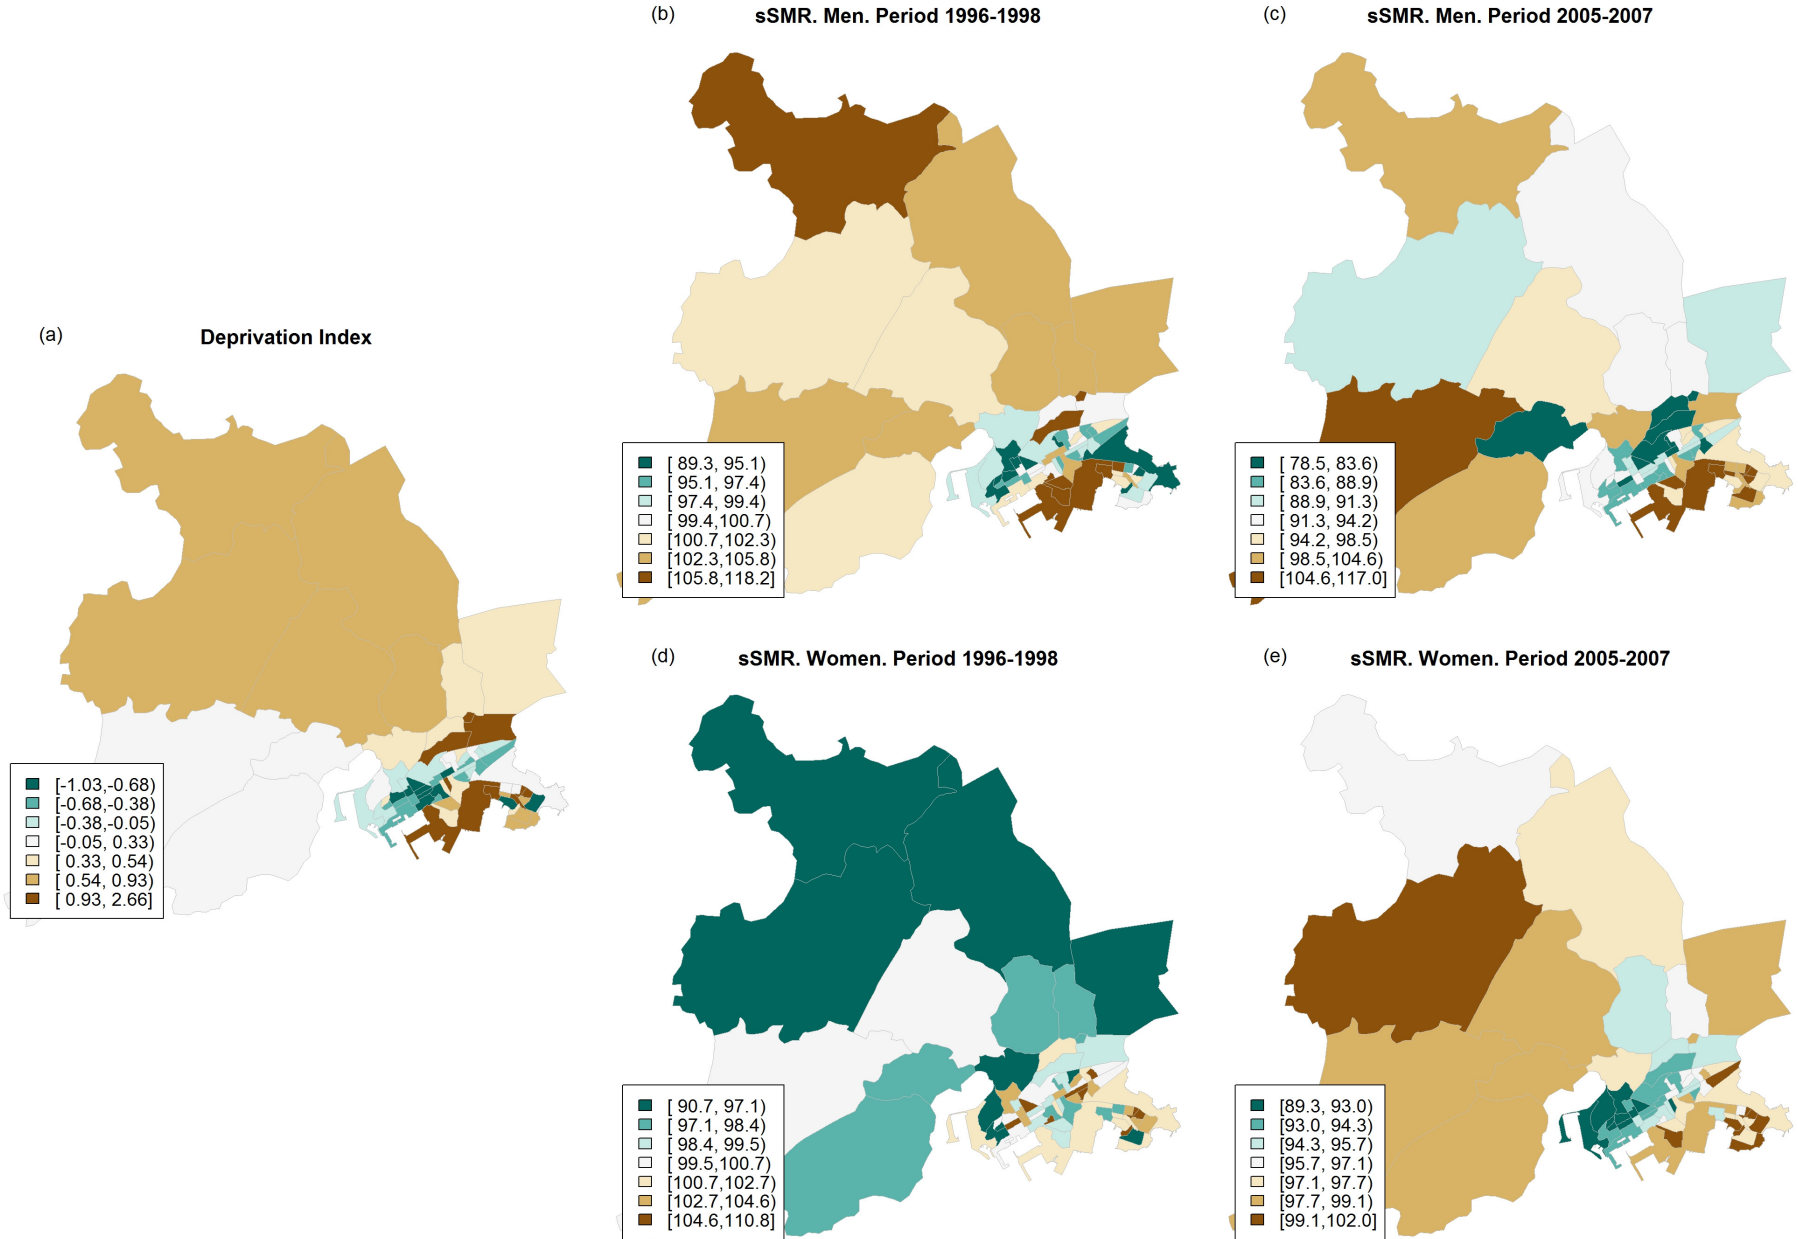 (a)
Deprivation Index
[-1.03,-0.68)
[-0.68,-0.38)
[-0.38,-0.05)
[-0.05, 0.33)
[ 0.33, 0.54)
[ 0.54, 0.93)
[ 0.93, 2.66]
(b)
sSMR. Men. Period 1996-1998
[ 89.3, 95.1)
[ 95.1, 97.4)
[ 97.4, 99.4)
[ 99.4,100.7)
[100.7,102.3)
[102.3,105.8)
[105.8,118.2]
(c)
sSMR. Men. Period 2005-2007
[ 78.5, 83.6)
[ 83.6, 88.9)
[ 88.9, 91.3)
[ 91.3, 94.2)
[ 94.2, 98.5)
[ 98.5,104.6)
[104.6,117.0]
(d)
sSMR. Women. Period 1996-1998
[ 90.7, 97.1)
[ 97.1, 98.4)
[ 98.4, 99.5)
[ 99.5,100.7)
[100.7,102.7)
[102.7,104.6)
[104.6,110.8]
(e)
sSMR. Women. Period 2005-2007
[89.3, 93.0)
[93.0, 94.3)
[94.3, 95.7)
[95.7, 97.1)
[97.1, 97.7)
[97.7, 99.1)
[99.1,102.0]